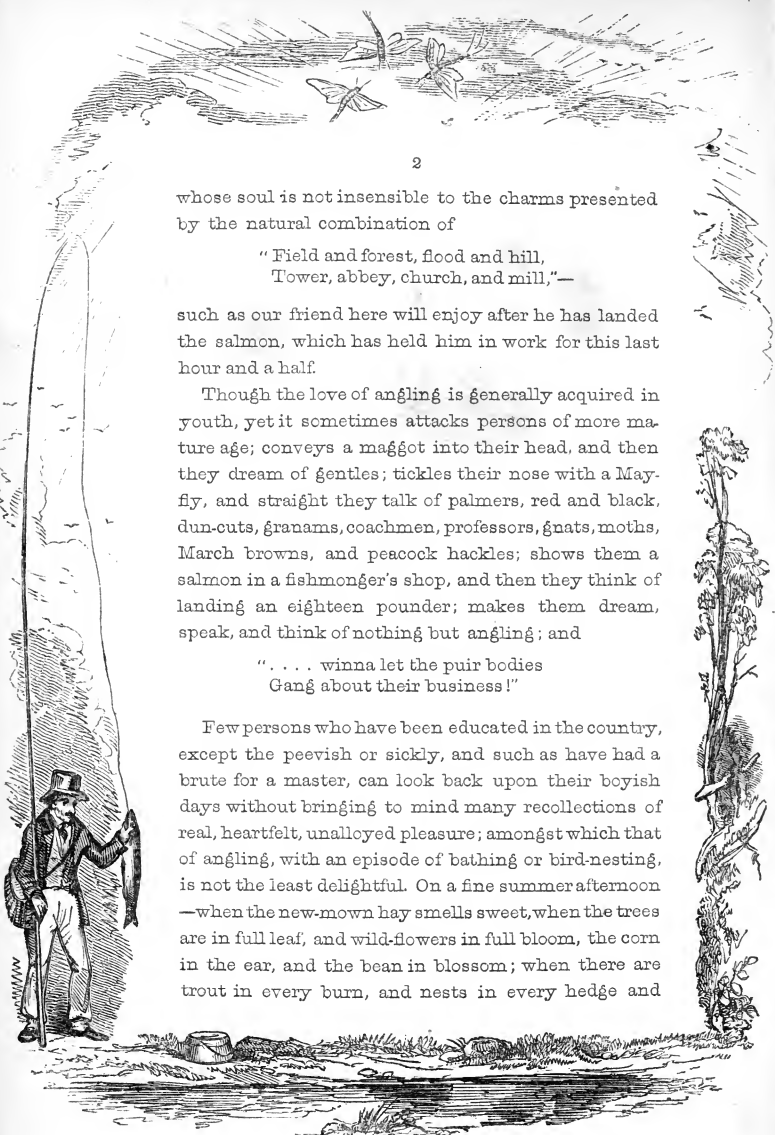 2
whose soul is not insensible to the charms presented
by the natural combination of
" Field and forest, flood and hill,
Tower, abbey, church, and mill,"—
such as our friend here will enjoy after he has landed
the salmon, which has held him in work for this last
hour and a half.
Though the love of angling is generally acquired in
youth, yet it sometimes attacks persons of more ma-
ture age; conveys a maggot into their head, and then
they dream of gentles; tickles their nose with a May-
fly, and straight they talk of palmers, red and black,
dun-cuts, granams, coachmen, professors, gnats, moths,
March browns, and peacock hackles; shows them a
salmon in a fishmonger's shop, and then they think of
landing an eighteen pounder; makes them dream,
speak, and think of nothing but angling; and
" . . . . winna let the puir bodies
Gang about their business!"
Few persons who have been educated in the country,
except the peevish or sickly, and such as have had a
brute for a master, can look back upon their boyish
days without bringing to mind many recollections of
real, heartfelt, unalloyed pleasure; amongst which that
of angling, with an episode of bathing or bird-nesting,
is not the least delightful. On a fine summer afternoon
—when the new-mown hay smells sweet, when the trees
are in full leaf, and wild-flowers in full bloom, the corn
in the ear, and the bean in blossom; when there are
trout in every burn, and nests in every hedge and